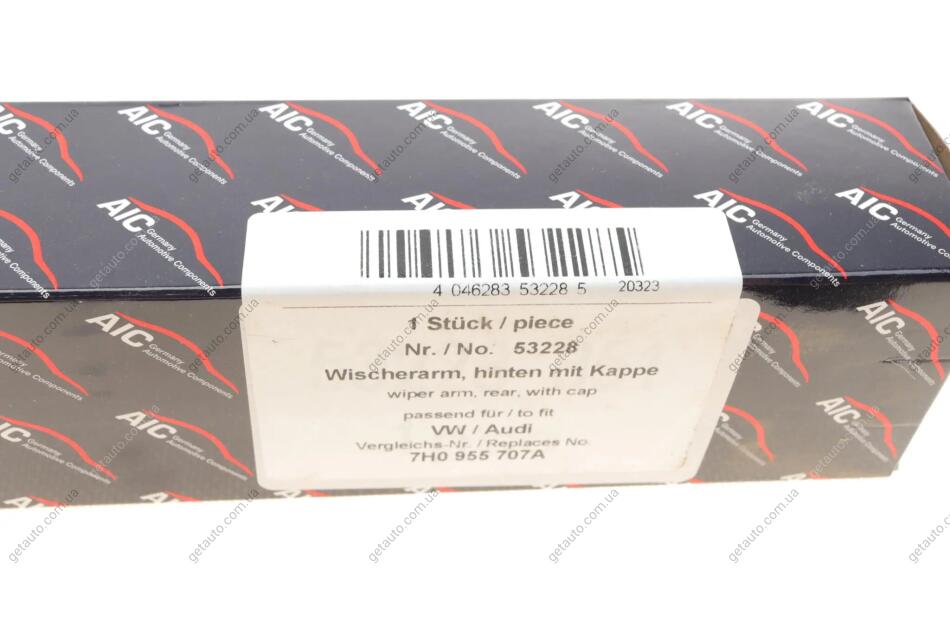 AIC Germany Automotive Components
4 046283 53228 5 20323
1 Stück / piece
Nr. / No. 53228
Wischerarm, hinten mit Kappe
wiper arm, rear, with cap
passend für / to fit
VW / Audi
Vergleichs-Nr. / Replaces No.
7H0 955 707A
getauto.com.ua